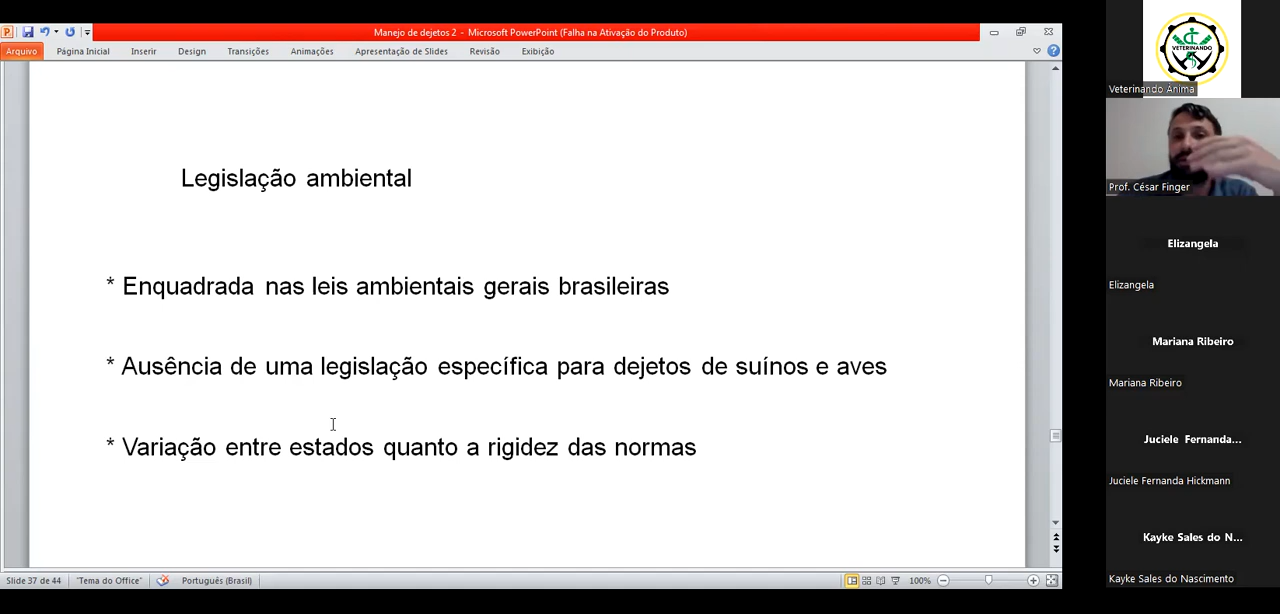 Manejo de dejetos 2 - Microsoft PowerPoint (Falha na Ativação do Produto)
Arquivo Página Inicial Inserir Design Transições Animações Apresentação de Slides Revisão Exibição
Legislação ambiental
* Enquadrada nas leis ambientais gerais brasileiras
* Ausência de uma legislação específica para dejetos de suínos e aves
* Variação entre estados quanto a rigidez das normas
Slide 37 de 44 "Tema do Office" Português (Brasil) 100%
VETERINANDO
Veterinando Ânima
Prof. César Finger
Elizangela
Elizangela
Mariana Ribeiro
Mariana Ribeiro
Juciele Fernanda...
Juciele Fernanda Hickmann
Kayke Sales do N...
Kayke Sales do Nascimento